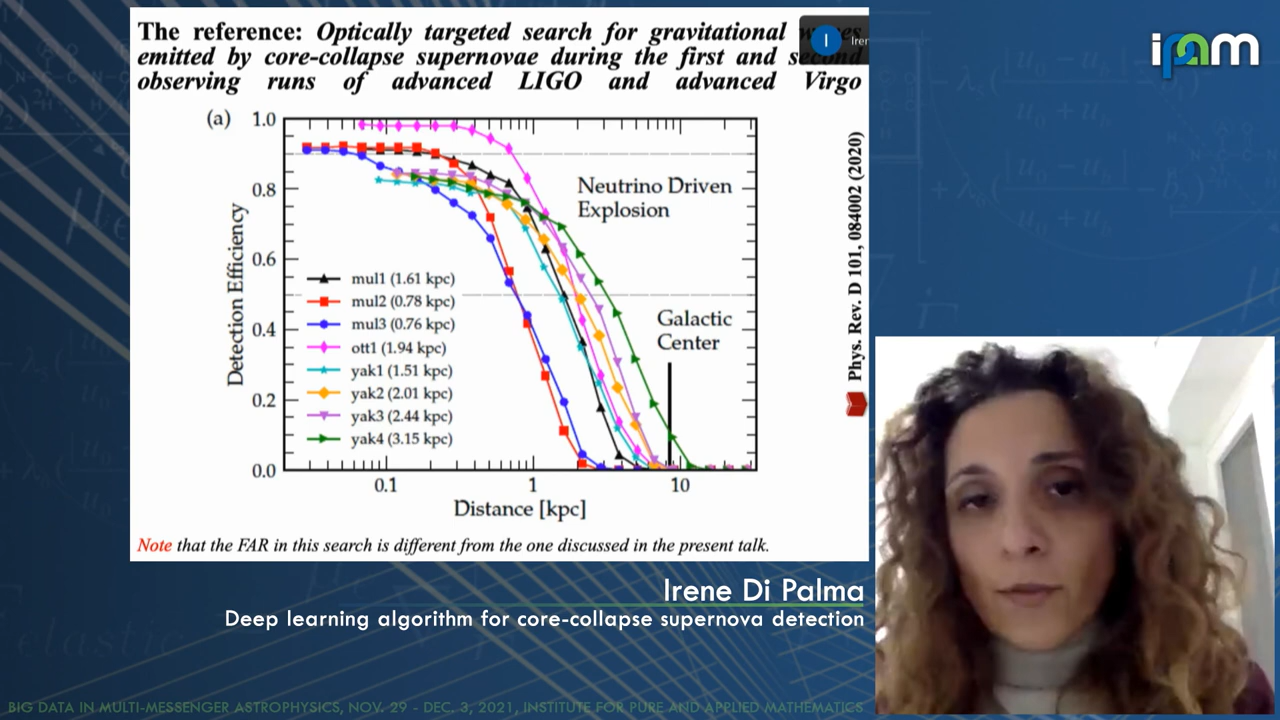 The reference: Optically targeted search for gravitational
emitted by core-collapse supernovae during the first and second
observing runs of advanced LIGO and advanced Virgo
I
Iren
ipam
(a)
1.0
0.8
0.6
0.4
0.2
0.0
Detection Efficiency
Neutrino Driven
Explosion
mul1 (1.61 kpc)
mul2 (0.78 kpc)
mul3 (0.76 kpc)
ott1 (1.94 kpc)
yak1 (1.51 kpc)
yak2 (2.01 kpc)
yak3 (2.44 kpc)
yak4 (3.15 kpc)
Galactic
Center
0.1 1 10
Distance [kpc]
Phys. Rev. D 101, 084002 (2020)
Note that the FAR in this search is different from the one discussed in the present talk.
Irene Di Palma
Deep learning algorithm for core-collapse supernova detection
BIG DATA IN MULTI-MESSENGER ASTROPHYSICS, NOV. 29 - DEC. 3, 2021, INSTITUTE FOR PURE AND APPLIED MATHEMATICS